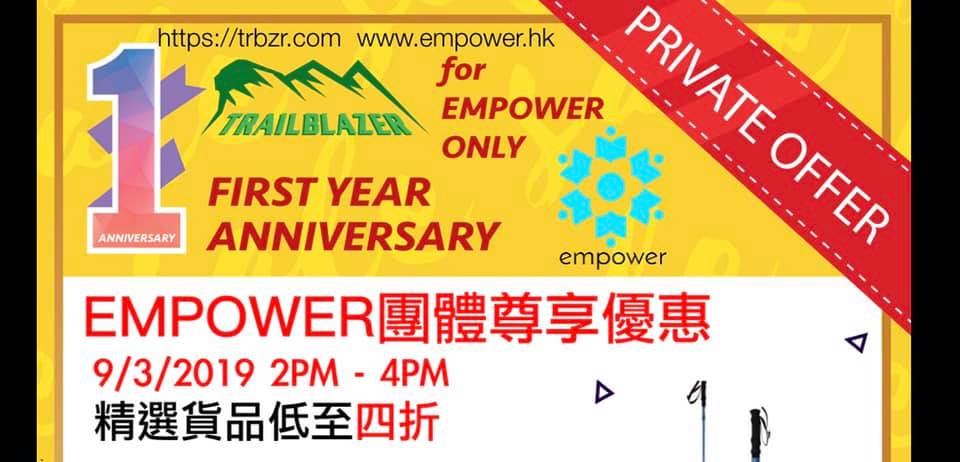 https://trbzr.com www.empower.hk
1
ANNIVERSARY
TRAILBLAZER
for
EMPOWER
ONLY
FIRST YEAR
ANNIVERSARY
empower
PRIVATE OFFER
EMPOWER團體尊享優惠
9/3/2019 2PM - 4PM
精選貨品低至四折